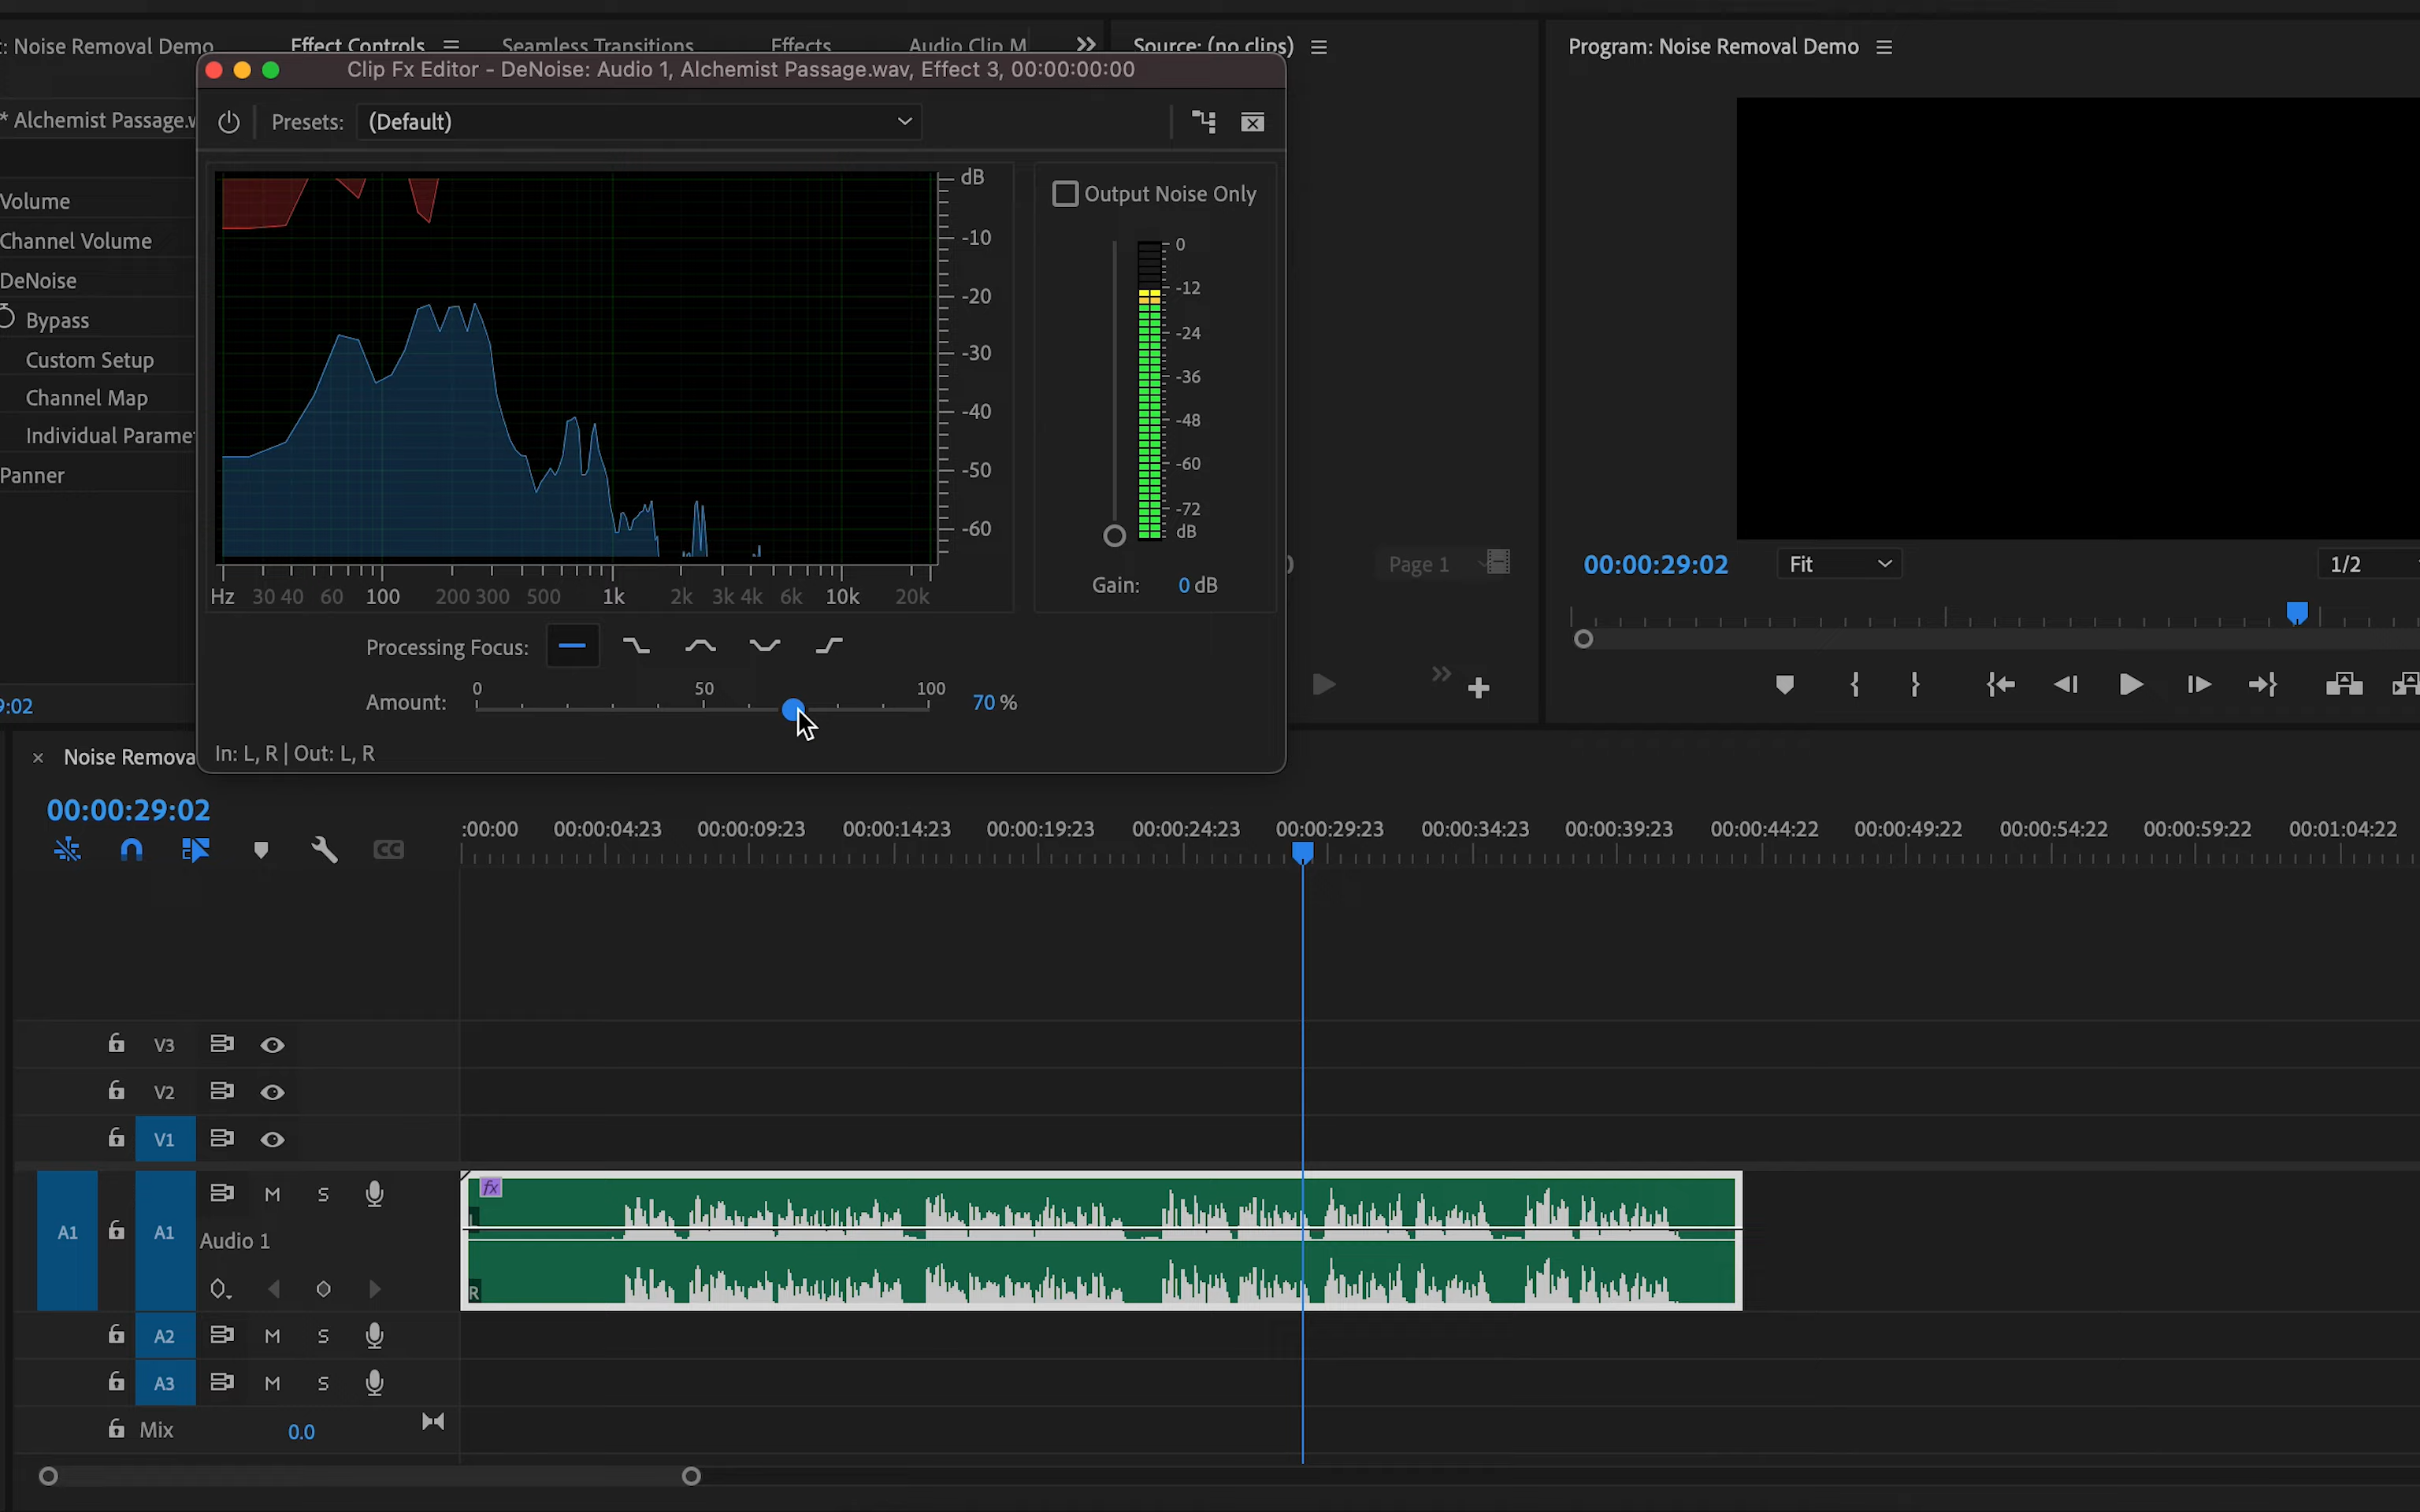 : Noise Removal Demo
Effect Controls
Seamless Transitions
Effects
Audio Clip M
Source: (no clips)
Program: Noise Removal Demo
Clip Fx Editor - DeNoise: Audio 1, Alchemist Passage.wav, Effect 3, 00:00:00:00
* Alchemist Passage.w
Presets: (Default)
Volume
Channel Volume
DeNoise
Bypass
Custom Setup
Channel Map
Individual Paramet
Panner
dB
-10
-20
-30
-40
-50
-60
Output Noise Only
0
-12
-24
-36
-48
-60
-72
dB
Gain: 0 dB
Hz 30 40 60 100 200 300 500 1k 2k 3k 4k 6k 10k 20k
Page 1
00:00:29:02
Fit
1/2
Processing Focus:
0 50 100
Amount: 70 %
9:02
In: L, R | Out: L, R
Noise Remova
00:00:29:02
:00:00 00:00:04:23 00:00:09:23 00:00:14:23 00:00:19:23 00:00:24:23 00:00:29:23 00:00:34:23 00:00:39:23 00:00:44:22 00:00:49:22 00:00:54:22 00:00:59:22 00:01:04:22
CC
V3
V2
V1
fx
A1 A1 M S
Audio 1
L
R
A2 M S
A3 M S
Mix 0.0